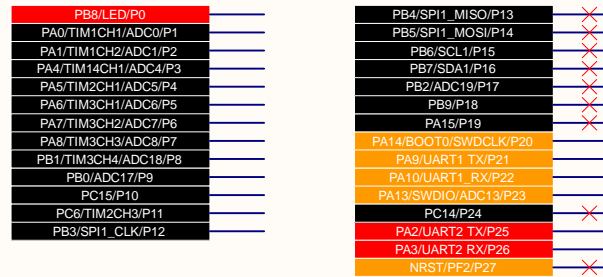 PB8/LED/P0
PA0/TIM1CH1/ADC0/P1
PA1/TIM1CH2/ADC1/P2
PA4/TIM14CH1/ADC4/P3
PA5/TIM2CH1/ADC5/P4
PA6/TIM3CH1/ADC6/P5
PA7/TIM3CH2/ADC7/P6
PA8/TIM3CH3/ADC8/P7
PB1/TIM3CH4/ADC18/P8
PB0/ADC17/P9
PC15/P10
PC6/TIM2CH3/P11
PB3/SPI1_CLK/P12
PB4/SPI1_MISO/P13
PB5/SPI1_MOSI/P14
PB6/SCL1/P15
PB7/SDA1/P16
PB2/ADC19/P17
PB9/P18
PA15/P19
PA14/BOOT0/SWDCLK/P20
PA9/UART1 TX/P21
PA10/UART1_RX/P22
PA13/SWDIO/ADC13/P23
PC14/P24
PA2/UART2 TX/P25
PA3/UART2 RX/P26
NRST/PF2/P27